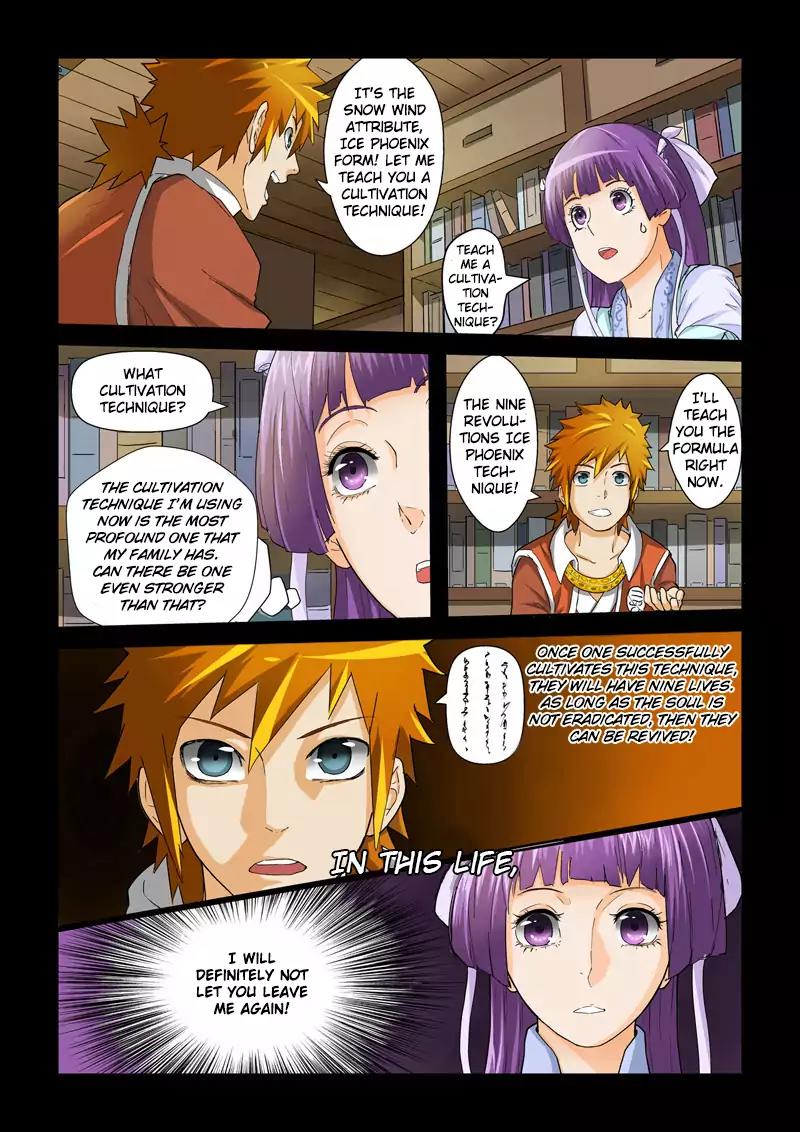 IT'S THE
SNOW WIND
ATTRIBUTE,
ICE PHOENIX
FORM! LET ME
TEACH YOU A
CULTIVATION
TECHNIQUE!
TEACH
ME A
CULTIVA-
TION
TECH-
NIQUE?
WHAT
CULTIVATION
TECHNIQUE?
THE CULTIVATION
TECHNIQUE I'M USING
NOW IS THE MOST
PROFOUND ONE THAT
MY FAMILY HAS.
CAN THERE BE ONE
EVEN STRONGER
THAN THAT?
I'LL
TEACH
YOU THE
FORMULA
RIGHT
NOW.
THE NINE
REVOLU-
TIONS ICE
PHOENIX
TECH-
NIQUE!
ONCE ONE SUCCESSFULLY
CULTIVATES THIS TECHNIQUE,
THEY WILL HAVE NINE LIVES.
AS LONG AS THE SOUL IS
NOT ERADICATED, THEN THEY
CAN BE REVIVED!
IN THIS LIFE,
I WILL
DEFINITELY NOT
LET YOU LEAVE
ME AGAIN!